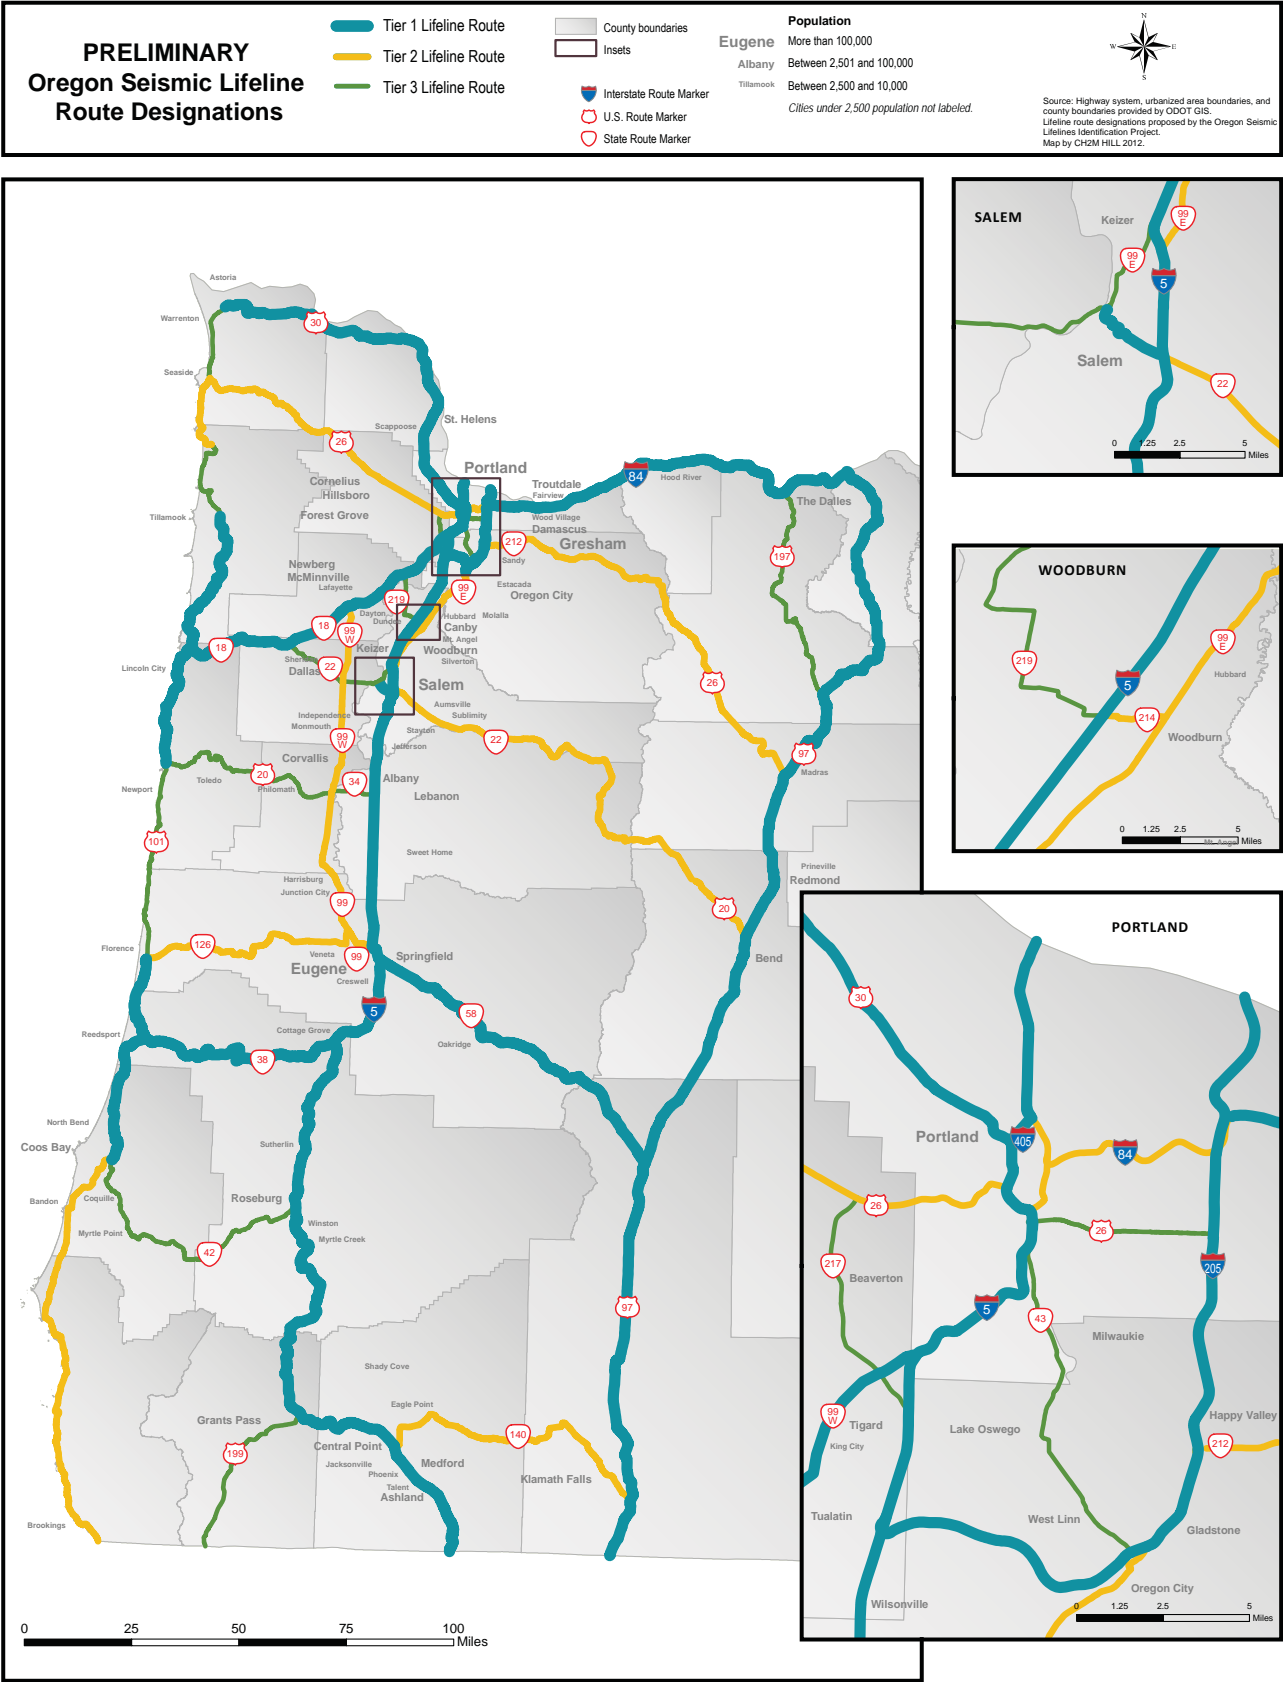 PRELIMINARY
Oregon Seismic Lifeline
Route Designations
Tier 1 Lifeline Route
Tier 2 Lifeline Route
Tier 3 Lifeline Route
County boundaries
Insets
Interstate Route Marker
U.S. Route Marker
State Route Marker
Population
Eugene More than 100,000
Albany Between 2,501 and 100,000
Tillamook Between 2,500 and 10,000
Cities under 2,500 population not labeled.
N
W E
S
Source: Highway system, urbanized area boundaries, and
county boundaries provided by ODOT GIS.
Lifeline route designations proposed by the Oregon Seismic
Lifelines Identification Project.
Map by CH2M HILL 2012.
Astoria
Warrenton
30
Seaside
St. Helens
Scappoose
26
Portland
84
Hood River
Cornelius
Hillsboro
Troutdale
Fairview
The Dalles
Forest Grove
Tillamook
Wood Village
Damascus
212
Gresham
Sandy
197
Newberg
McMinnville
Lafayette
Estacada
Oregon City
99
E
219
Dayton
Dundee
Hubbard
Molalla
Canby
18
99
W
Mt. Angel
Woodburn
Silverton
18
Keizer
Lincoln City
22
Dallas
Salem
26
Aumsville
Sublimity
Independence
Monmouth
Stayton
22
99
W
Jefferson
97
Madras
Corvallis
20
Toledo
Philomath
34
Albany
Newport
Lebanon
101
Sweet Home
Prineville
Redmond
Harrisburg
Junction City
99
20
Florence
126
Veneta
99
Springfield
Bend
Eugene
Creswell
5
58
Reedsport
Cottage Grove
Oakridge
38
North Bend
Coos Bay
Sutherlin
Bandon
Coquille
Roseburg
Myrtle Point
Winston
Myrtle Creek
42
97
Shady Cove
Eagle Point
Grants Pass
140
199
Central Point
Jacksonville
Medford
Phoenix
Talent
Ashland
Klamath Falls
Brookings
0 25 50 75 100
Miles
SALEM
Keizer
99
E
99
E
5
Salem
22
0 1.25 2.5 5
Miles
WOODBURN
99
E
219
5
Hubbard
214
Woodburn
0 1.25 2.5 5
Miles
PORTLAND
30
Portland
405
84
26
26
217
Beaverton
205
5
43
Milwaukie
99
W
Tigard
King City
Lake Oswego
Happy Valley
212
Tualatin
West Linn
Gladstone
Oregon City
Wilsonville
0 1.25 2.5 5
Miles